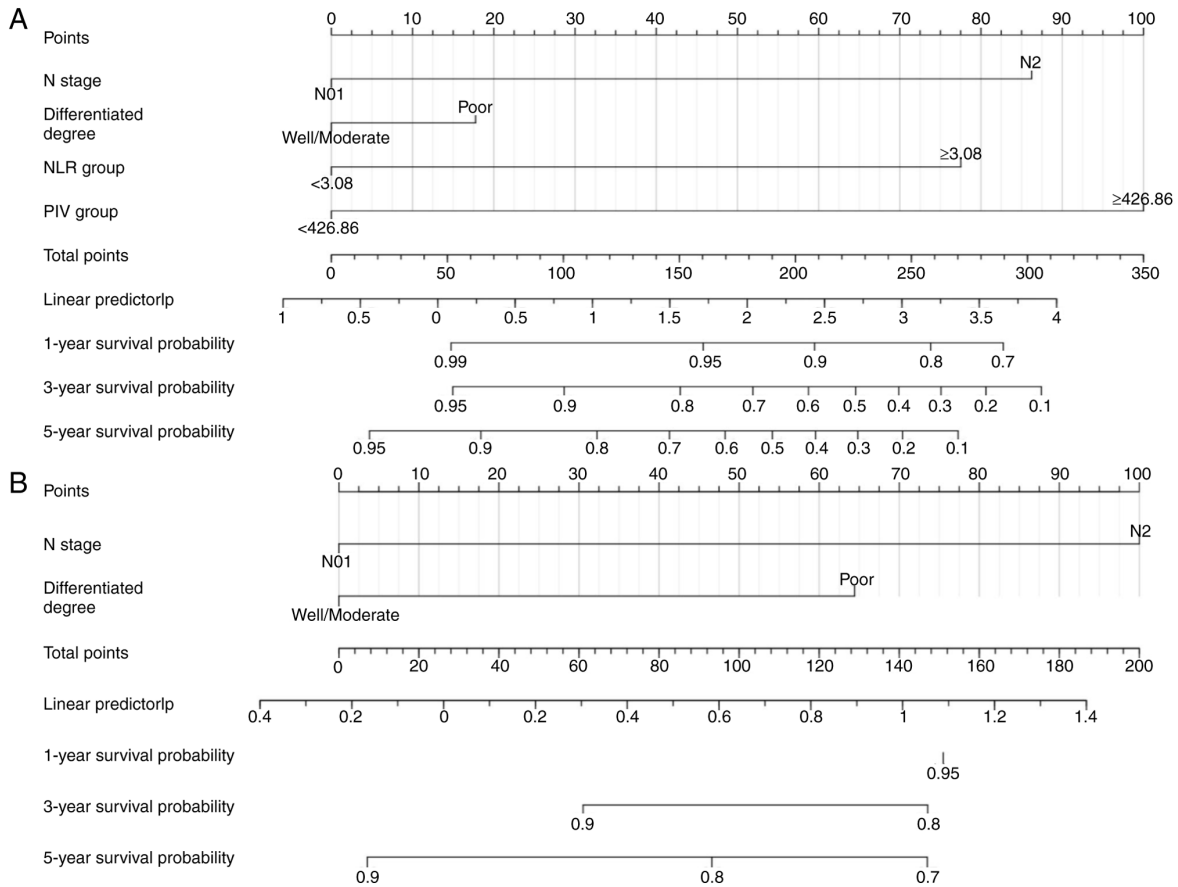 A
0 10 20 30 40 50 60 70 80 90 100
Points
N2
N stage
N01
Differentiated
degree
Poor
Well/Moderate
≥3.08
NLR group
<3.08
≥426.86
PIV group
<426.86
Total points
0 50 100 150 200 250 300 350
Linear predictorlp
1 0.5 0 0.5 1 1.5 2 2.5 3 3.5 4
1-year survival probability
0.99 0.95 0.9 0.8 0.7
3-year survival probability
0.95 0.9 0.8 0.7 0.6 0.5 0.4 0.3 0.2 0.1
5-year survival probability
0.95 0.9 0.8 0.7 0.6 0.5 0.4 0.3 0.2 0.1
B
0 10 20 30 40 50 60 70 80 90 100
Points
N2
N stage
N01
Differentiated
degree
Poor
Well/Moderate
Total points
0 20 40 60 80 100 120 140 160 180 200
Linear predictorlp
0.4 0.2 0 0.2 0.4 0.6 0.8 1 1.2 1.4
1-year survival probability
0.95
3-year survival probability
0.9 0.8
5-year survival probability
0.9 0.8 0.7